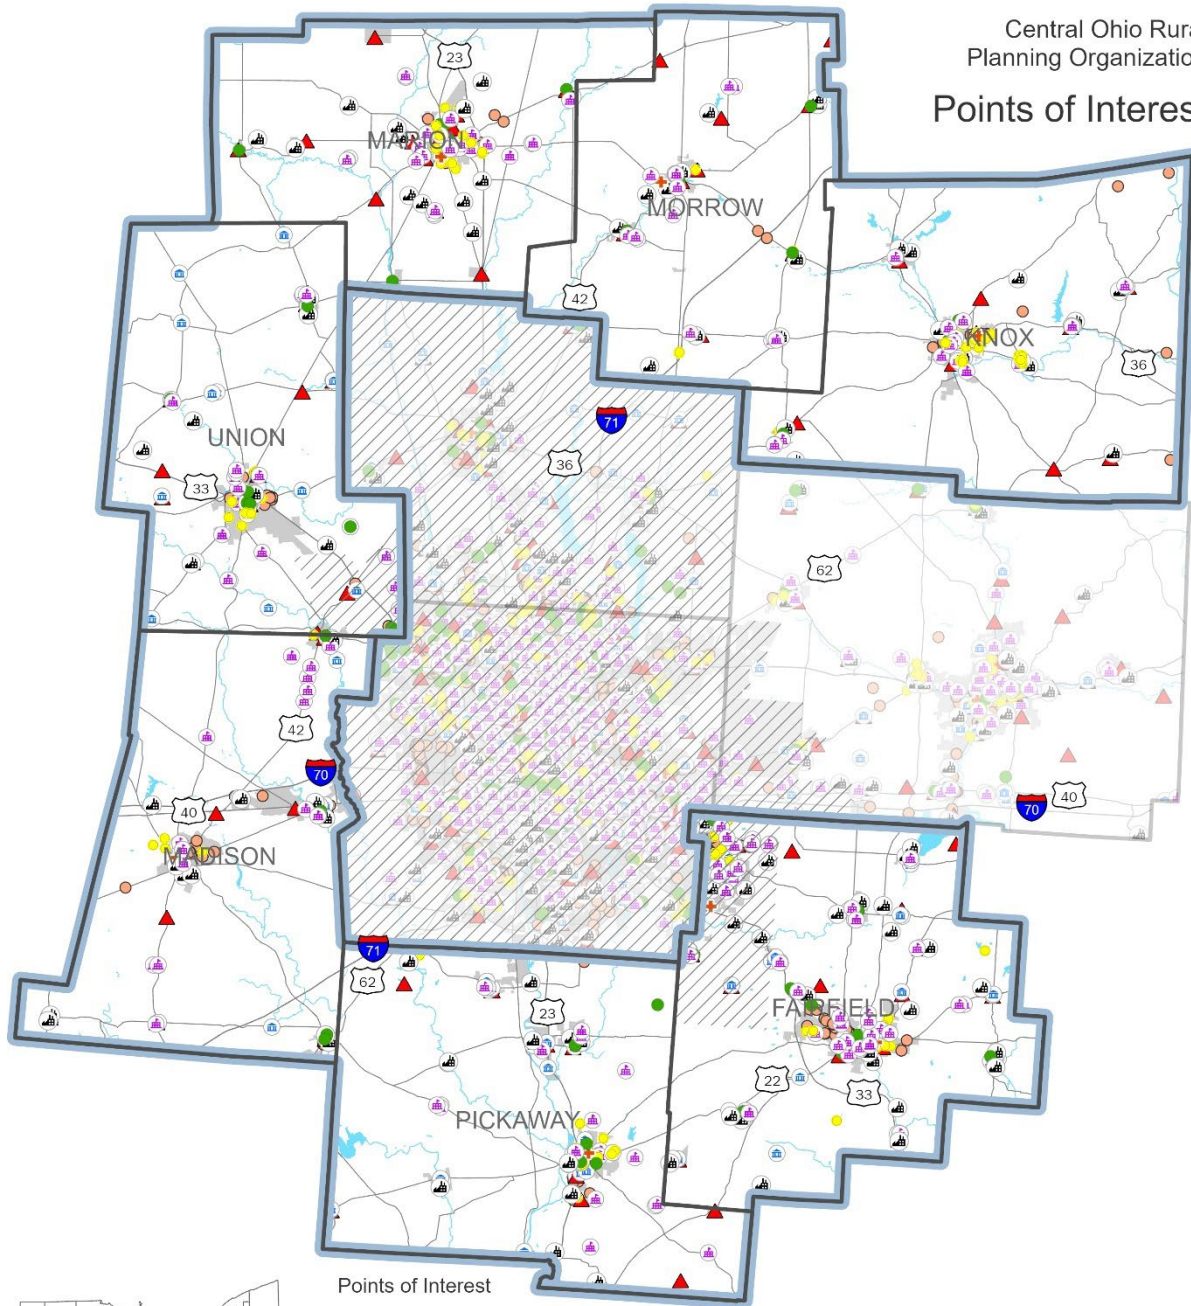 Central Ohio Rura
Planning Organizatio
Points of Interes
23
MARION
MORROW
42
KNOX
36
71
36
UNION
33
62
42
70
40
MADISON
70
40
71
62
23
FAIRFIELD
22
33
PICKAWAY
Points of Interest